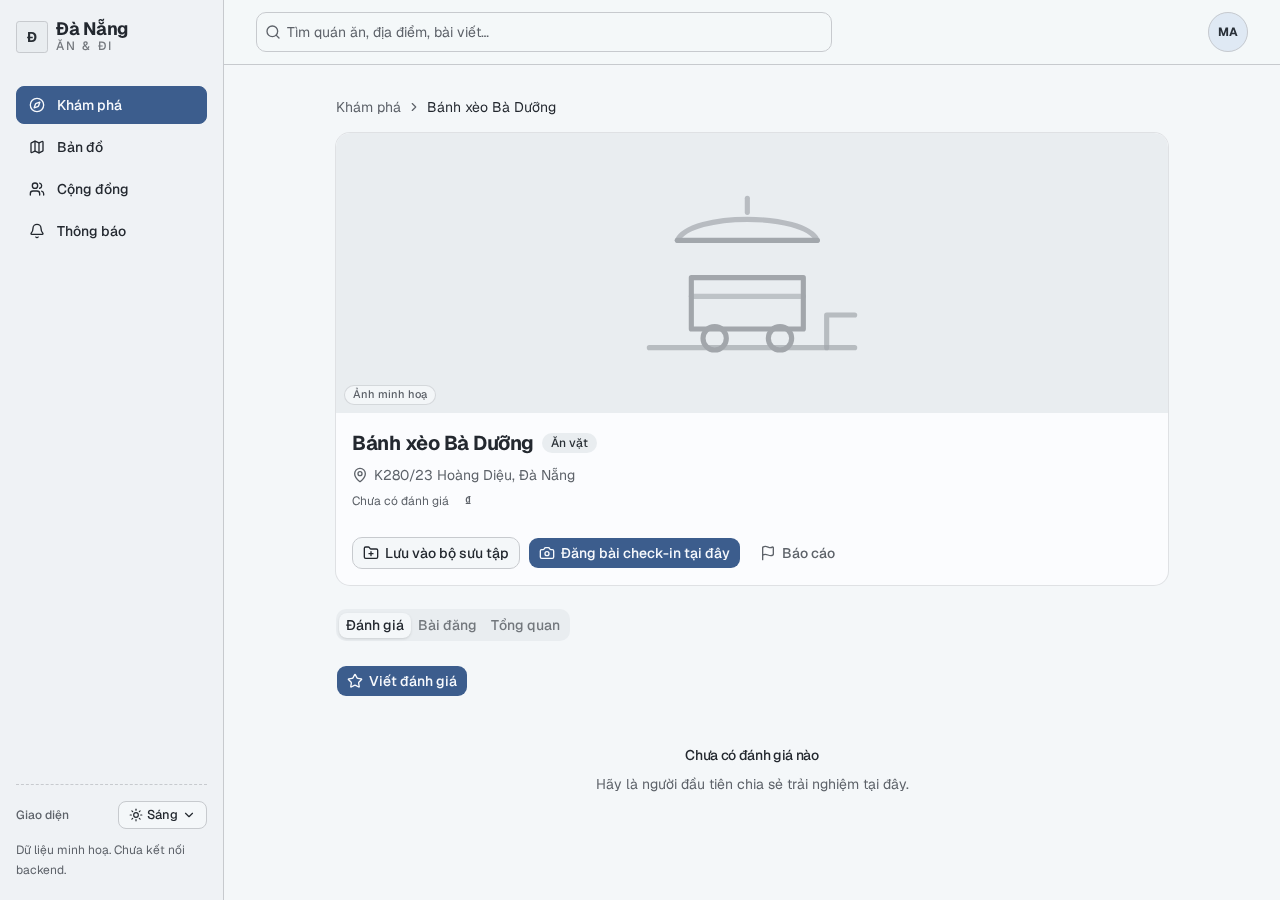 Đ
Đà Nẵng
ĂN & ĐI
Tìm quán ăn, địa điểm, bài viết…
MA
Khám phá
Bản đồ
Cộng đồng
Thông báo
Khám phá
Bánh xèo Bà Dưỡng
Ảnh minh hoạ
Bánh xèo Bà Dưỡng
Ăn vặt
K280/23 Hoàng Diệu, Đà Nẵng
Chưa có đánh giá
₫
Lưu vào bộ sưu tập
Đăng bài check-in tại đây
Báo cáo
Đánh giá
Bài đăng
Tổng quan
Viết đánh giá
Chưa có đánh giá nào
Hãy là người đầu tiên chia sẻ trải nghiệm tại đây.
Giao diện
Sáng
Dữ liệu minh hoạ. Chưa kết nối
backend.